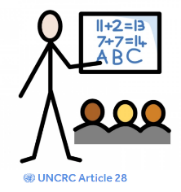 11+2=13
7+7=14
ABC
UNCRC Article 28